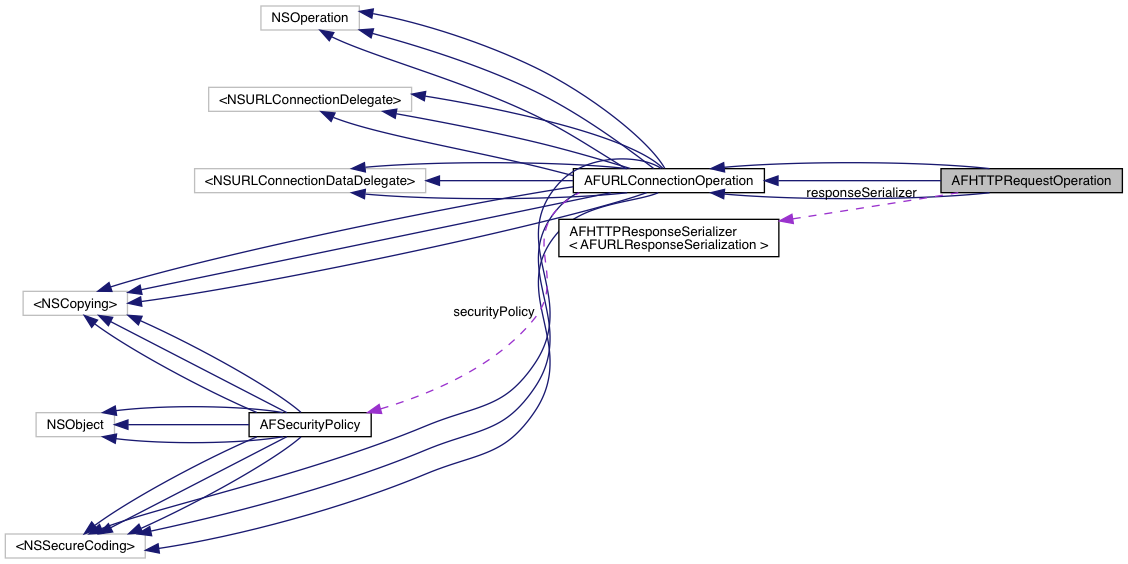 NSOperation
<NSURLConnectionDelegate>
<NSURLConnectionDataDelegate>
AFURLConnectionOperation
AFHTTPRequestOperation
responseSerializer
AFHTTPResponseSerializer
< AFURLResponseSerialization >
<NSCopying>
securityPolicy
NSObject
AFSecurityPolicy
<NSSecureCoding>